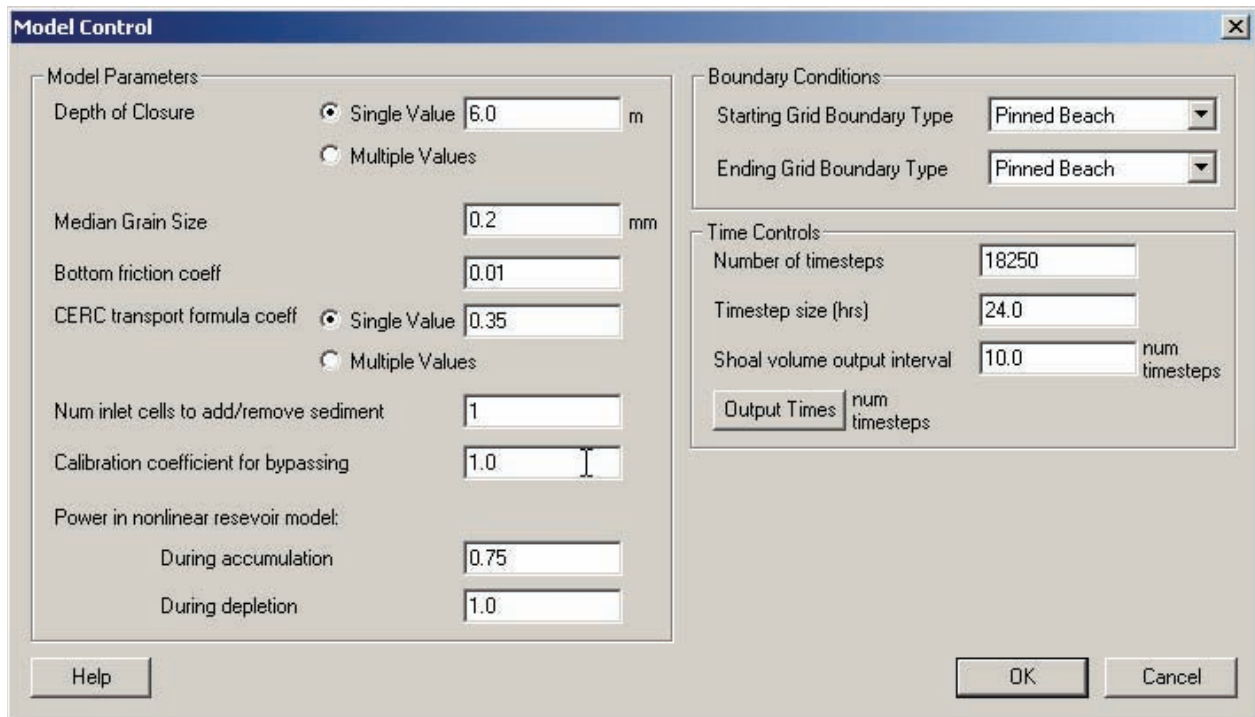 Model Control
Model Parameters
Depth of Closure
Single Value 6.0 m
Multiple Values
Median Grain Size 0.2 mm
Bottom friction coeff 0.01
CERC transport formula coeff
Single Value 0.35
Multiple Values
Num inlet cells to add/remove sediment 1
Calibration coefficient for bypassing 1.0
Power in nonlinear resevoir model:
During accumulation 0.75
During depletion 1.0
Boundary Conditions
Starting Grid Boundary Type Pinned Beach
Ending Grid Boundary Type Pinned Beach
Time Controls
Number of timesteps 18250
Timestep size (hrs) 24.0
Shoal volume output interval 10.0 num
timesteps
Output Times num
timesteps
Help
OK
Cancel